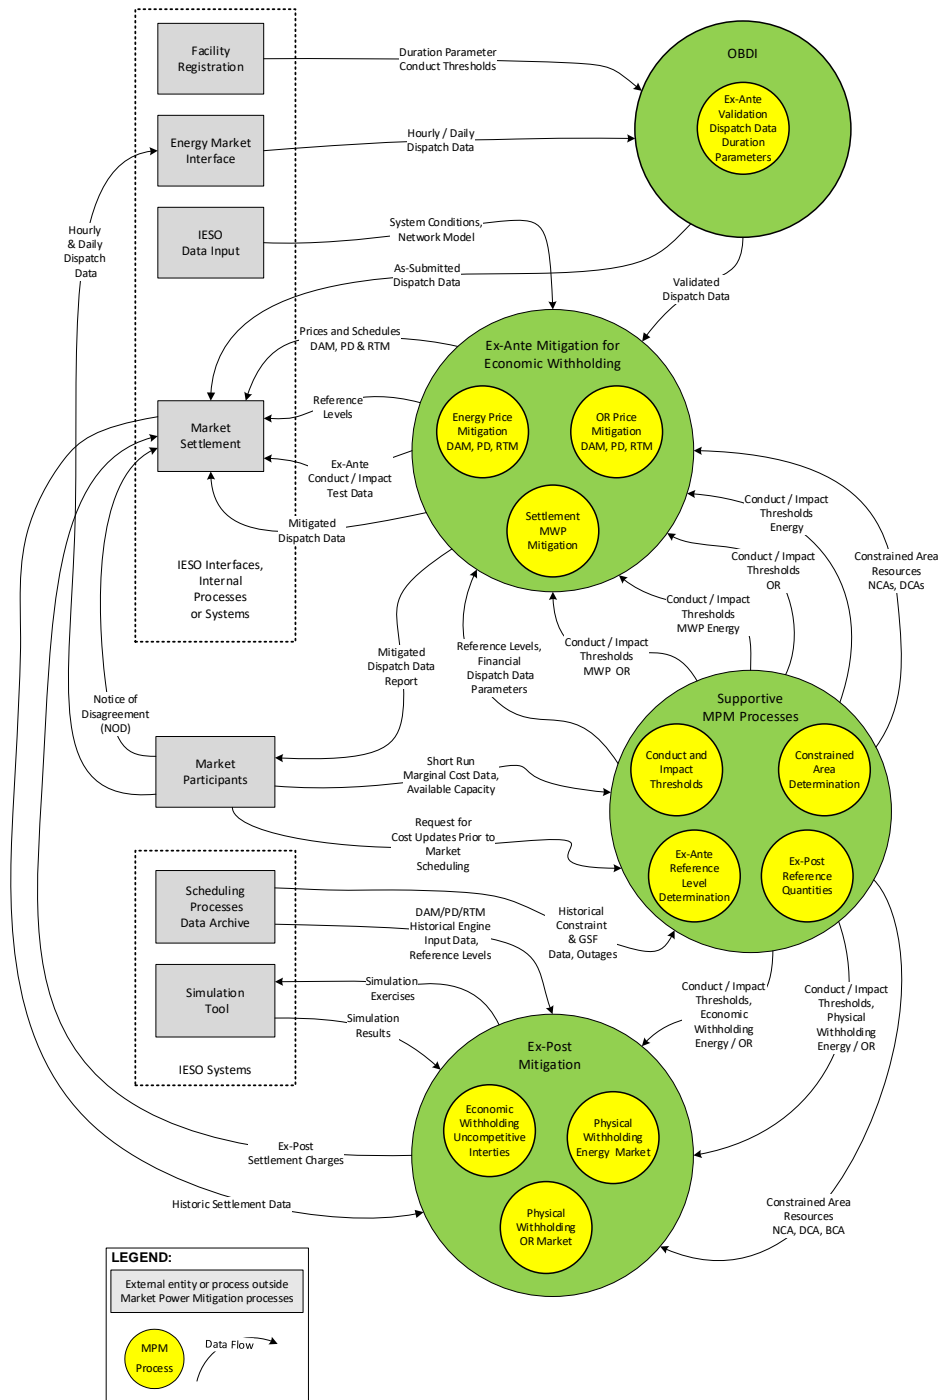 Facility
Registration
Duration Parameter
Conduct Thresholds
OBDI
Ex-Ante
Validation
Dispatch Data
Duration
Parameters
Energy Market
Interface
Hourly / Daily
Dispatch Data
Hourly
& Daily
Dispatch
Data
IESO
Data Input
System Conditions,
Network Model
As-Submitted
Dispatch Data
Validated
Dispatch Data
Prices and Schedules
DAM, PD & RTM
Ex-Ante Mitigation for
Economic Withholding
Energy Price
Mitigation
DAM, PD, RTM
OR Price
Mitigation
DAM, PD, RTM
Settlement
MWP
Mitigation
Reference
Levels
Market
Settlement
Ex-Ante
Conduct / Impact
Test Data
Mitigated
Dispatch Data
IESO Interfaces,
Internal
Processes
or Systems
Conduct / Impact
Thresholds
Energy
Conduct / Impact
Thresholds
OR
Constrained Area
Resources
NCAs, DCAs
Conduct / Impact
Thresholds
MWP Energy
Conduct / Impact
Thresholds
MWP OR
Reference Levels,
Financial
Dispatch Data
Parameters
Mitigated
Dispatch Data
Report
Notice of
Disagreement
(NOD)
Market
Participants
Short Run
Marginal Cost Data,
Available Capacity
Request for
Cost Updates Prior to
Market
Scheduling
Supportive
MPM Processes
Conduct and
Impact
Thresholds
Constrained
Area
Determination
Ex-Ante
Reference
Level
Determination
Ex-Post
Reference
Quantities
Scheduling
Processes
Data Archive
DAM/PD/RTM
Historical Engine
Input Data,
Reference Levels
Historical
Constraint
& GSF
Data, Outages
Simulation
Tool
Simulation
Exercises
Simulation
Results
IESO Systems
Conduct / Impact
Thresholds,
Economic
Withholding
Energy / OR
Conduct / Impact
Thresholds,
Physical
Withholding
Energy / OR
Ex-Post
Mitigation
Economic
Withholding
Uncompetitive
Interties
Physical
Withholding
Energy Market
Physical
Withholding
OR Market
Ex-Post
Settlement Charges
Historic Settlement Data
Constrained Area
Resources
NCA, DCA, BCA
LEGEND:
External entity or process outside
Market Power Mitigation processes
MPM
Process
Data Flow